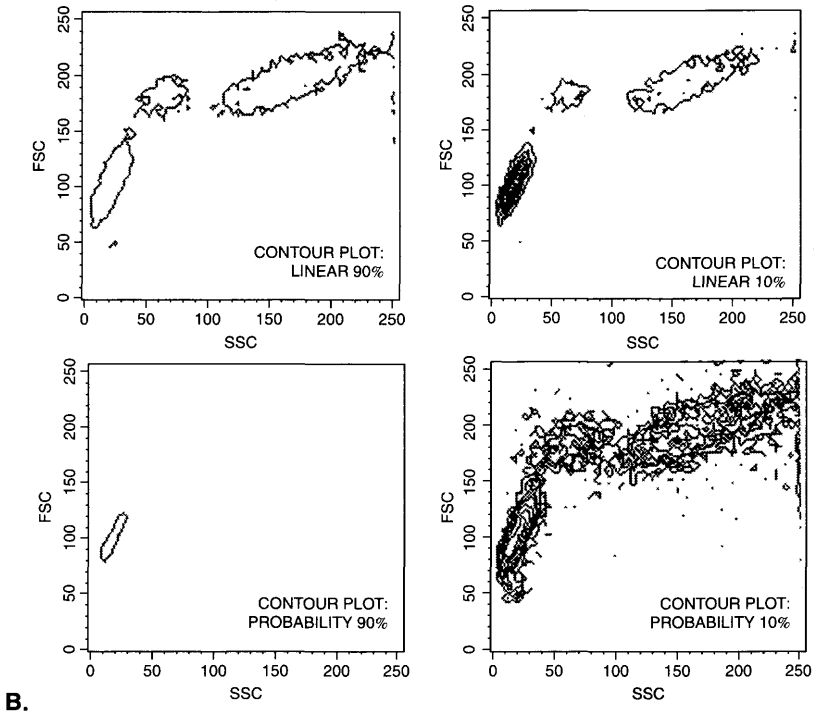 250
200
150
100
50
0
FSC
CONTOUR PLOT:
LINEAR 90%
0 50 100 150 200 250
SSC
250
200
150
100
50
0
FSC
CONTOUR PLOT:
LINEAR 10%
0 50 100 150 200 250
SSC
250
200
150
100
50
0
FSC
CONTOUR PLOT:
PROBABILITY 90%
0 50 100 150 200 250
SSC
250
200
150
100
50
0
FSC
CONTOUR PLOT:
PROBABILITY 10%
0 50 100 150 200 250
SSC
B.